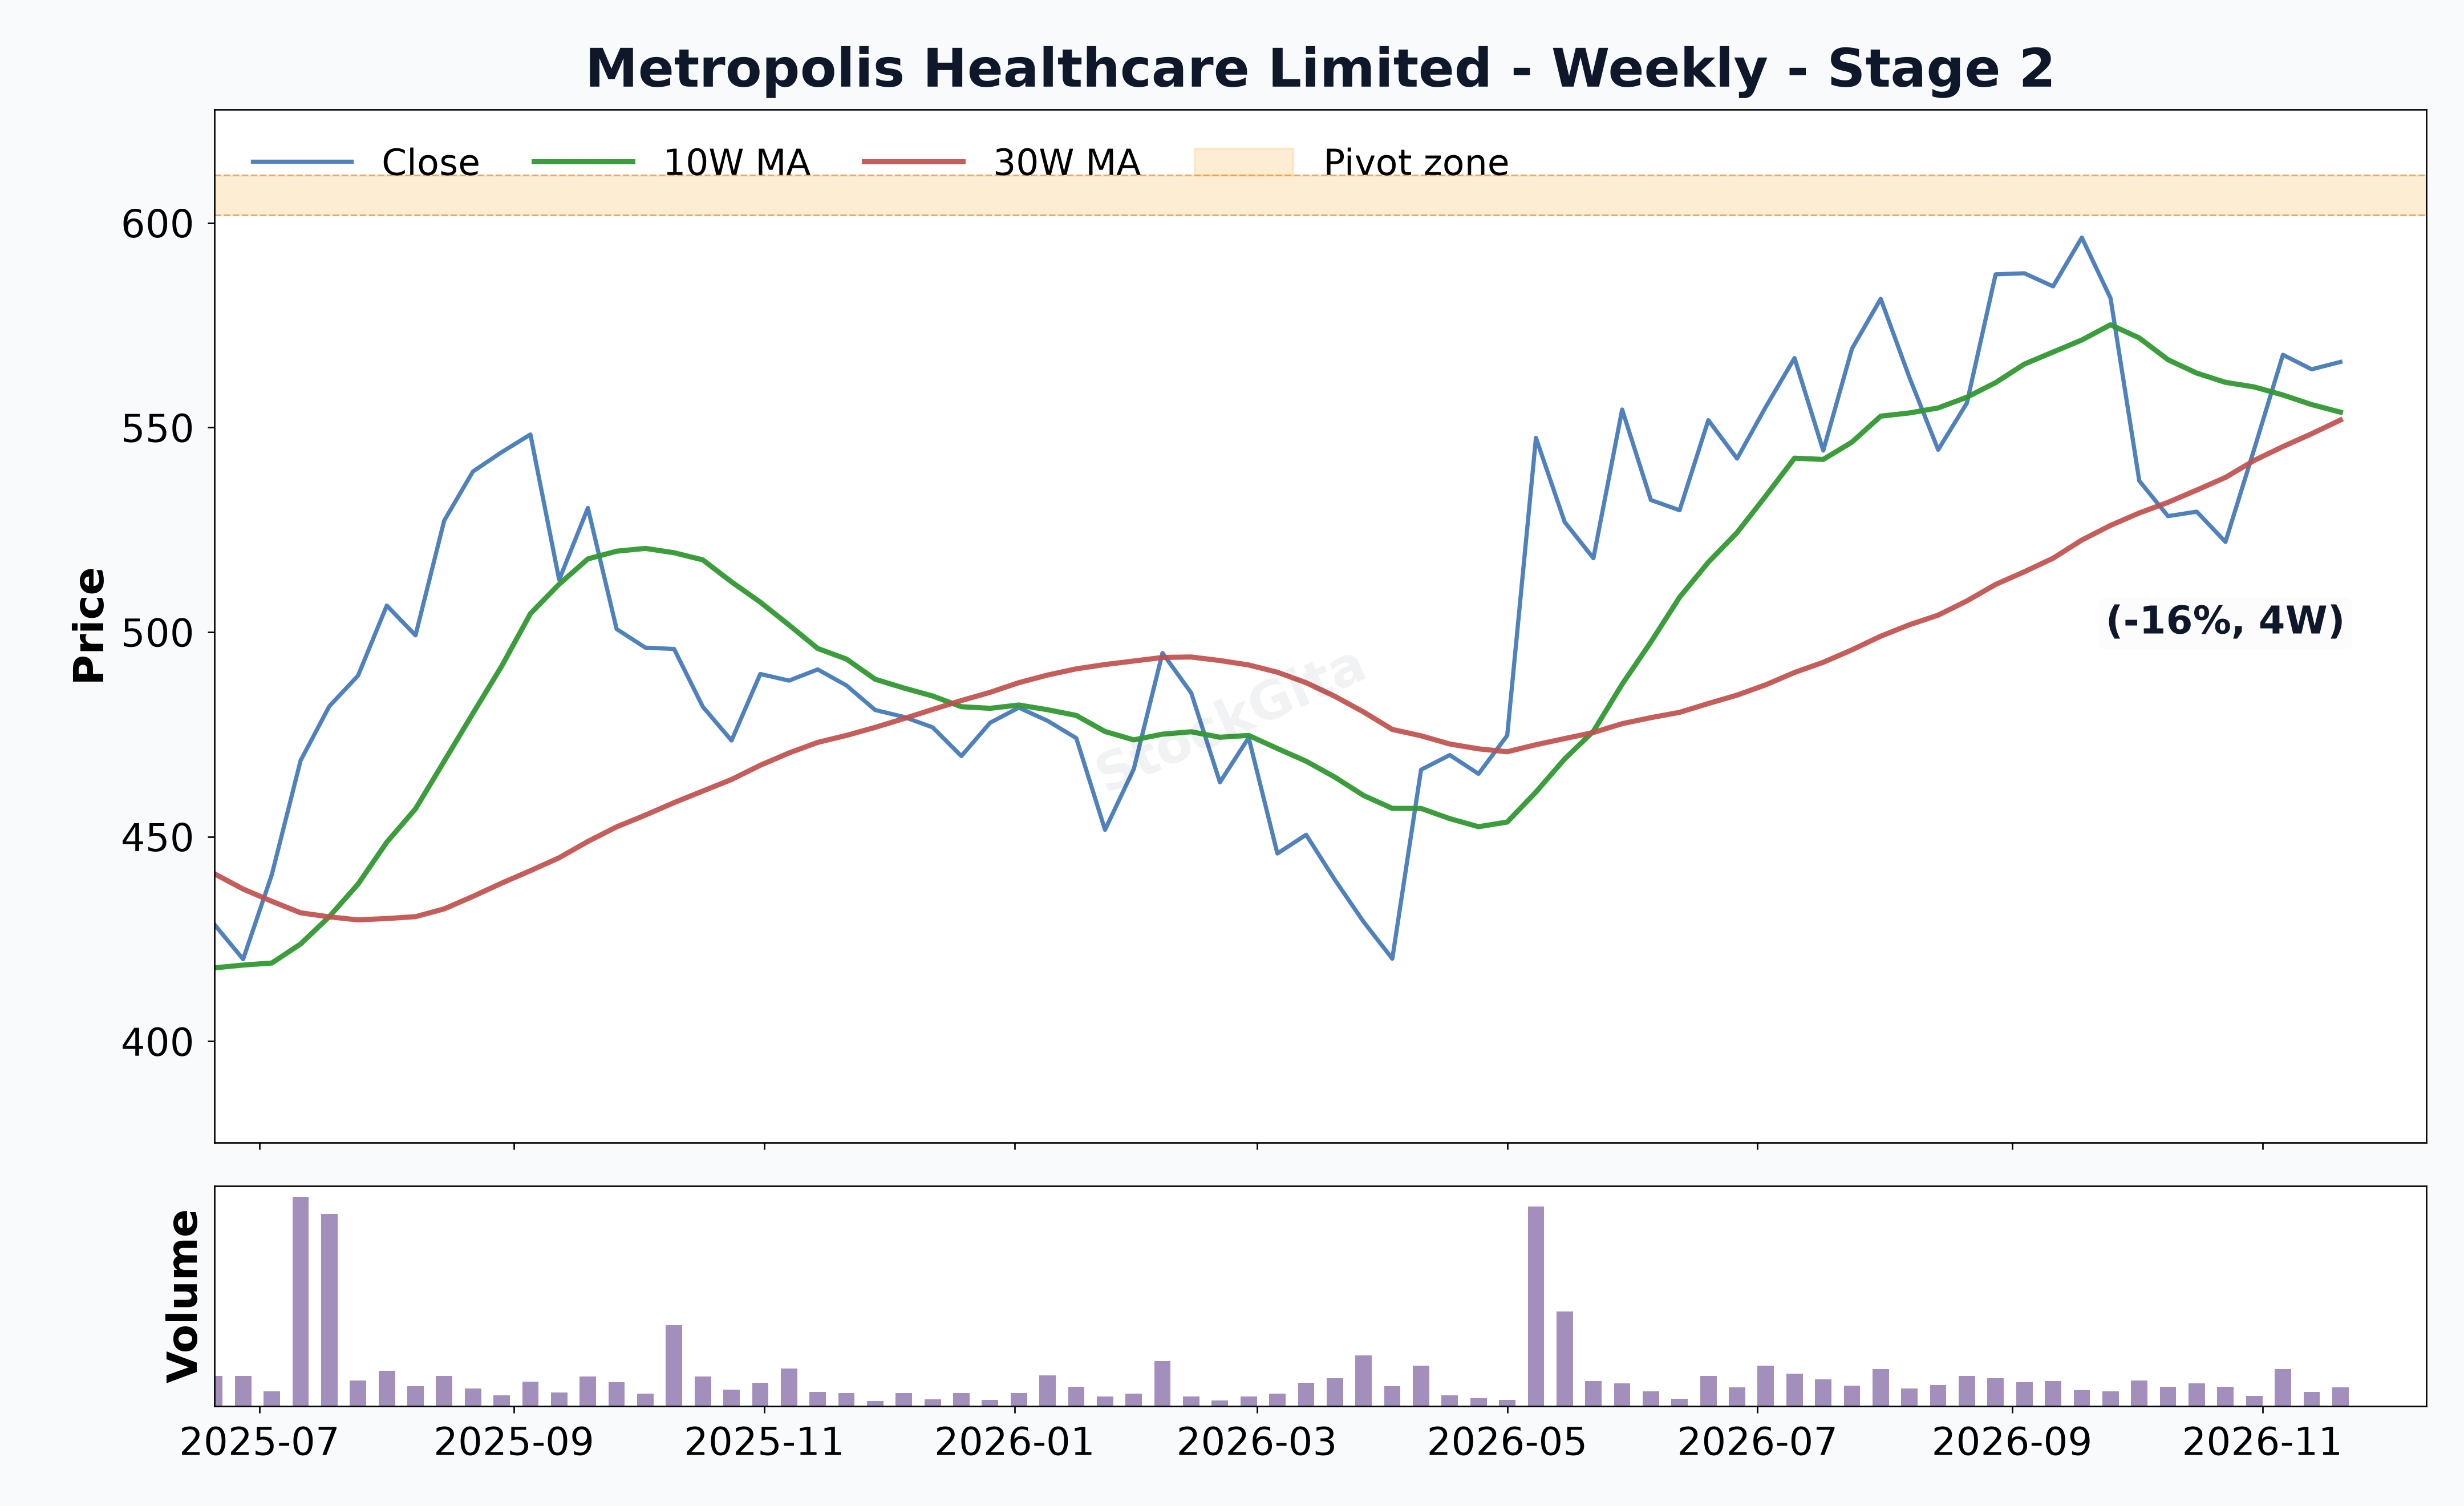 Metropolis Healthcare Limited - Weekly - Stage 2
Close 10W MA 30W MA Pivot zone
600
550
500
450
400
Price
(-16%, 4W)
StockGita
Volume
2025-07 2025-09 2025-11 2026-01 2026-03 2026-05 2026-07 2026-09 2026-11